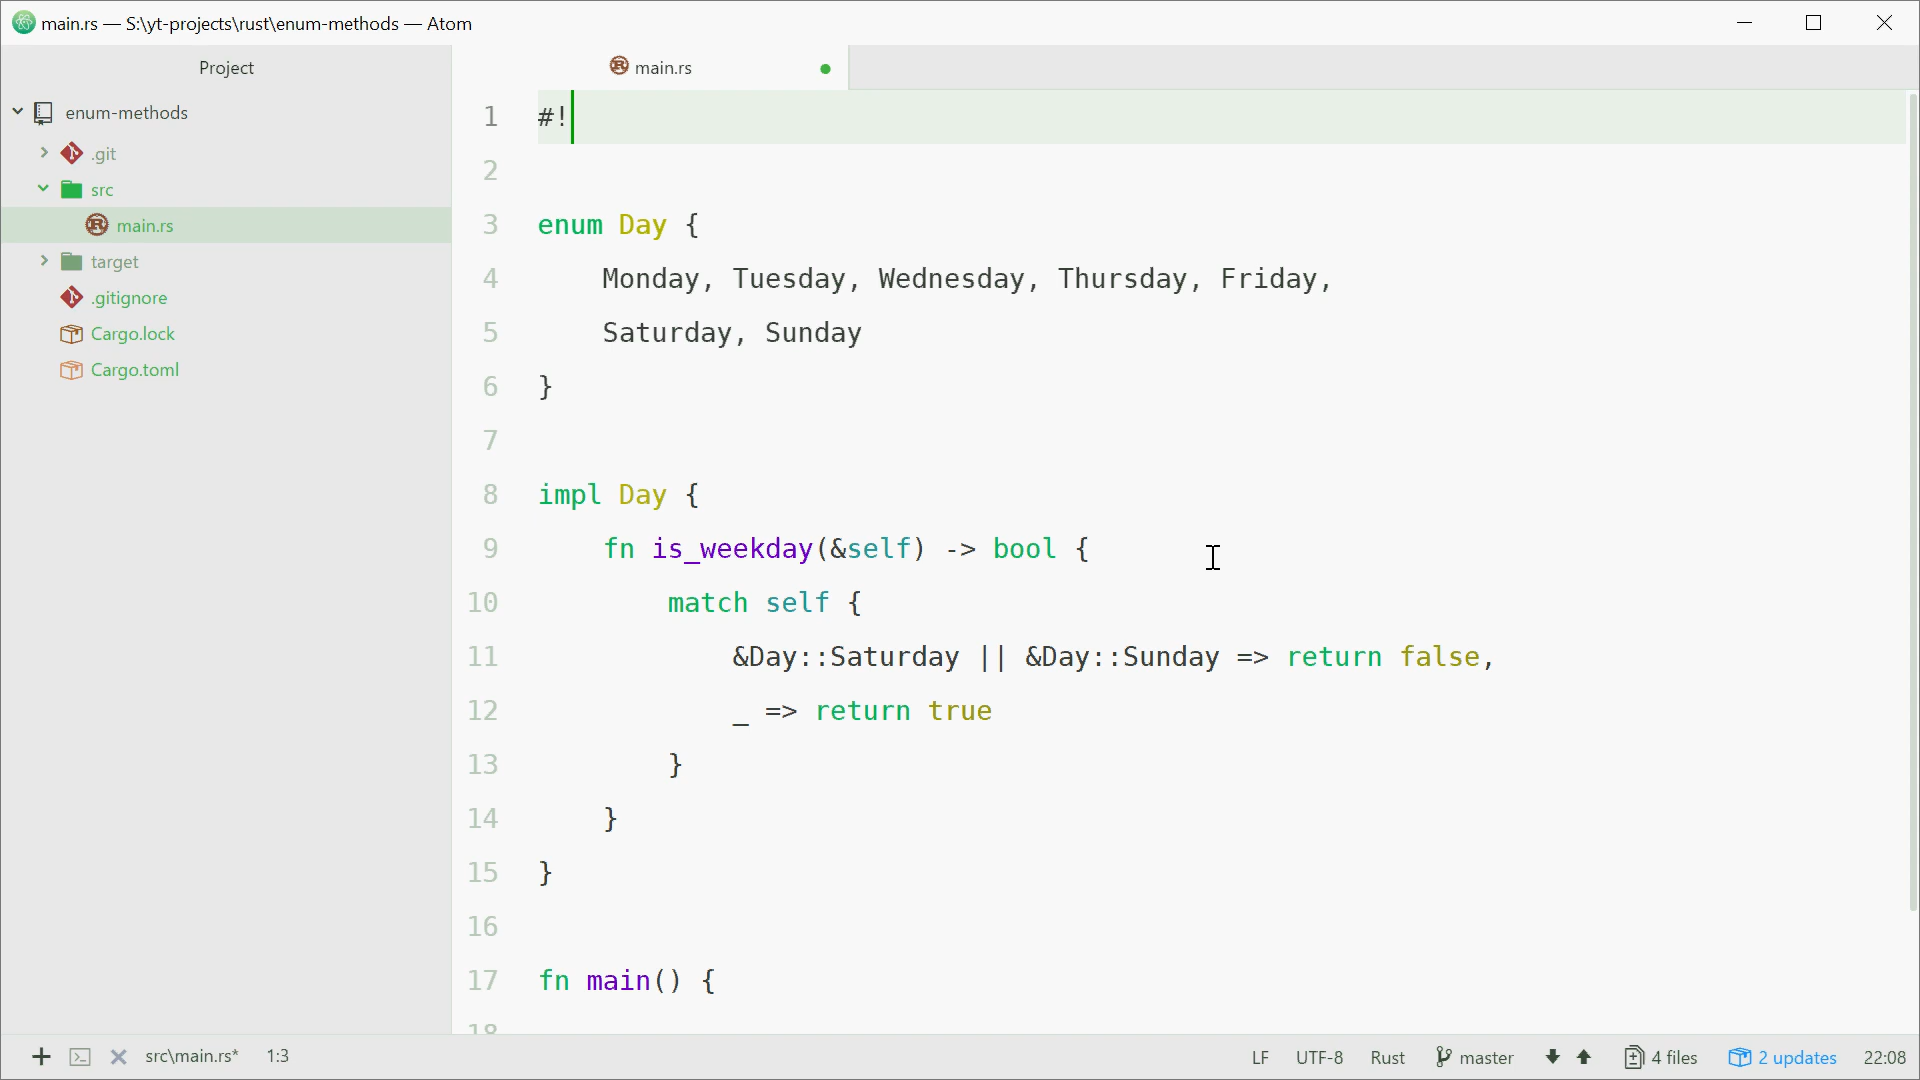 main.rs — S:\yt-projects\rust\enum-methods — Atom
Project
enum-methods
.git
src
main.rs
target
.gitignore
Cargo.lock
Cargo.toml
main.rs
1 #!
2
3 enum Day {
4     Monday, Tuesday, Wednesday, Thursday, Friday,
5     Saturday, Sunday
6 }
7
8 impl Day {
9     fn is_weekday(&self) -> bool {
10         match self {
11             &Day::Saturday || &Day::Sunday => return false,
12             _ => return true
13         }
14     }
15 }
16
17 fn main() {
18
src\main.rs* 1:3 LF UTF-8 Rust master 4 files 2 updates 22:08